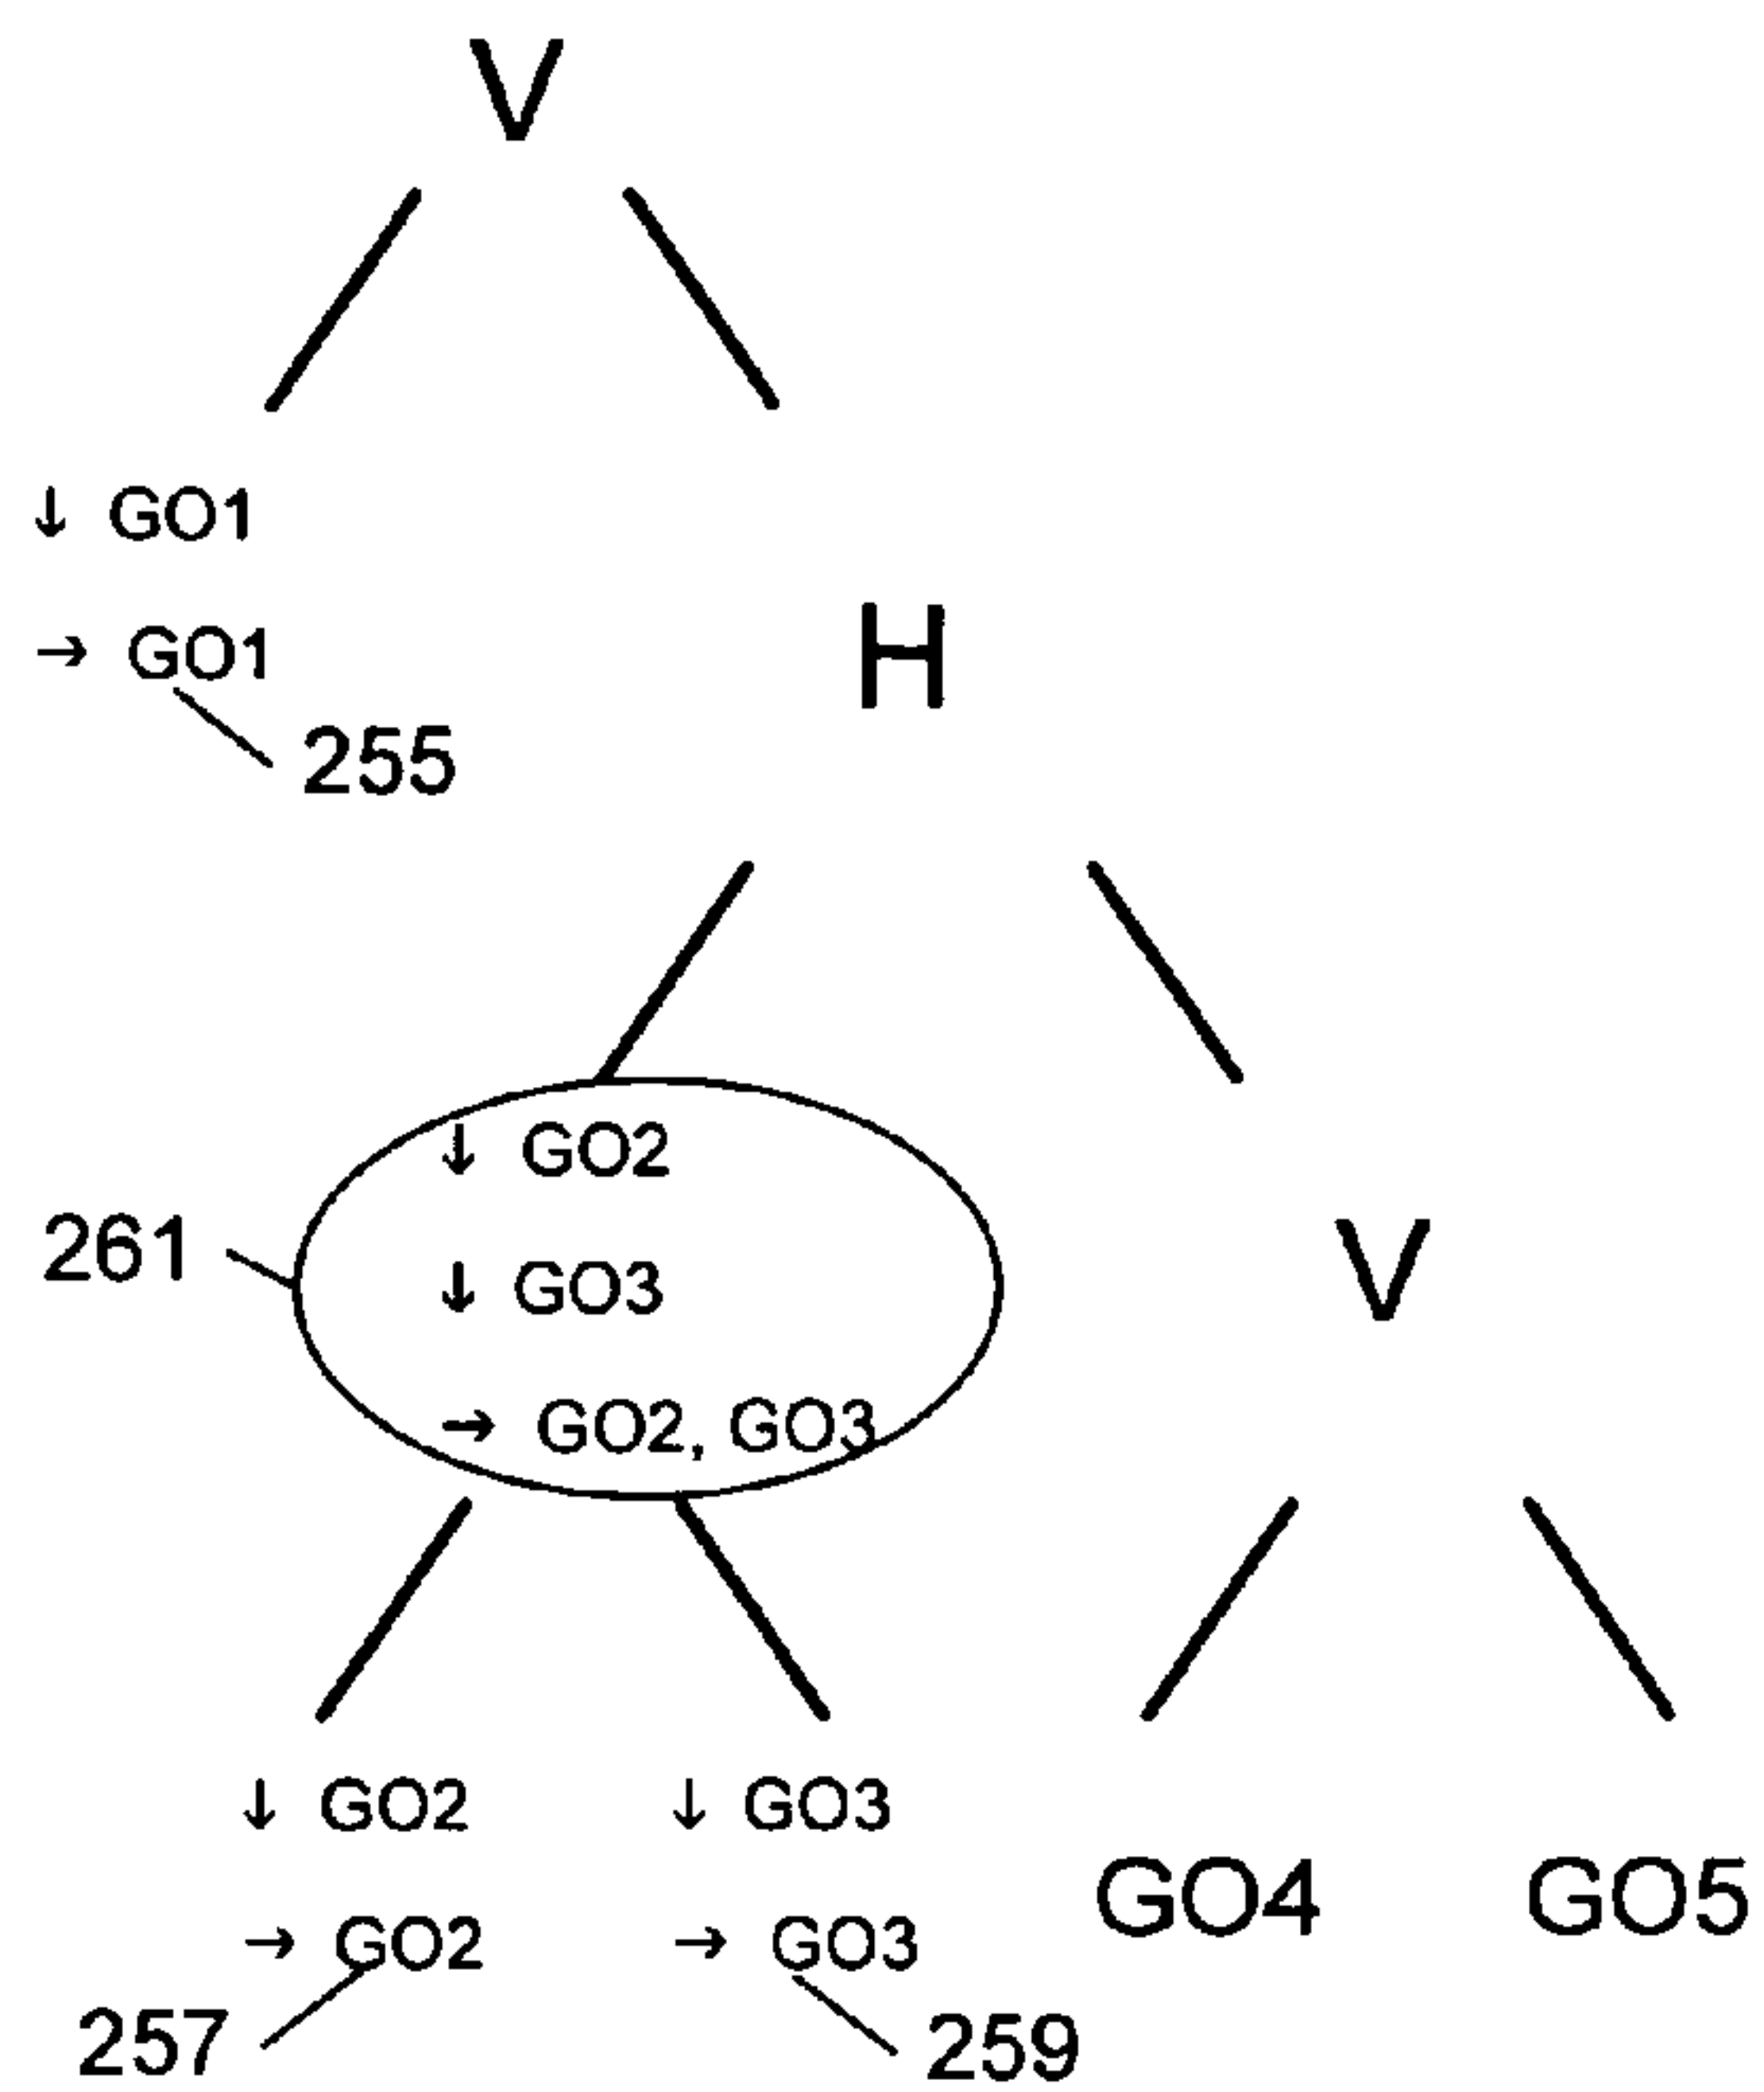 V
↓ GO1
→ GO1
255
H
↓ GO2
↓ GO3
→ GO2, GO3
261
V
↓ GO2
→ GO2
257
↓ GO3
→ GO3
259
GO4
GO5